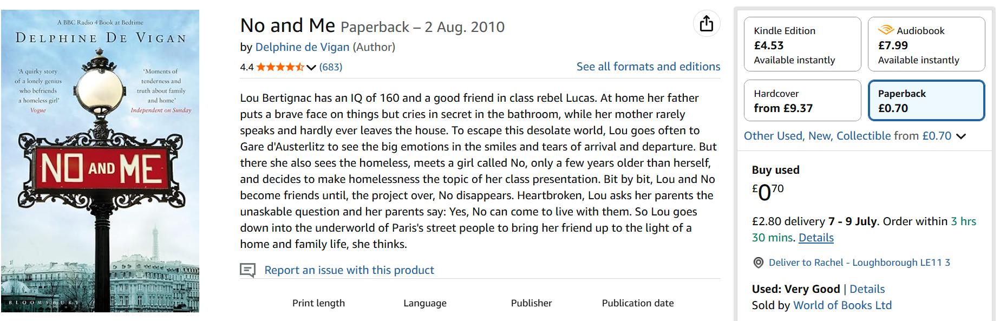 A BBC Radio 4 Book at Bedtime
DELPHINE DE VIGAN
'A quirky story
of a lonely genius
who befriends
a homeless girl'
Vogue
'Moments of
tenderness and
truth about family
and home'
Independent on Sunday
NO AND ME
BLOOMSBURY
No and Me Paperback – 2 Aug. 2010
by Delphine de Vigan (Author)
4.4 (683)
See all formats and editions
Lou Bertignac has an IQ of 160 and a good friend in class rebel Lucas. At home her father
puts a brave face on things but cries in secret in the bathroom, while her mother rarely
speaks and hardly ever leaves the house. To escape this desolate world, Lou goes often to
Gare d'Austerlitz to see the big emotions in the smiles and tears of arrival and departure. But
there she also sees the homeless, meets a girl called No, only a few years older than herself,
and decides to make homelessness the topic of her class presentation. Bit by bit, Lou and No
become friends until, the project over, No disappears. Heartbroken, Lou asks her parents the
unaskable question and her parents say: Yes, No can come to live with them. So Lou goes
down into the underworld of Paris's street people to bring her friend up to the light of a
home and family life, she thinks.
Report an issue with this product
Print length
Language
Publisher
Publication date
Kindle Edition
£4.53
Available instantly
Audiobook
£7.99
Available instantly
Hardcover
from £9.37
Paperback
£0.70
Other Used, New, Collectible from £0.70
Buy used
£070
£2.80 delivery 7 - 9 July. Order within 3 hrs
30 mins. Details
Deliver to Rachel - Loughborough LE11 3
Used: Very Good | Details
Sold by World of Books Ltd